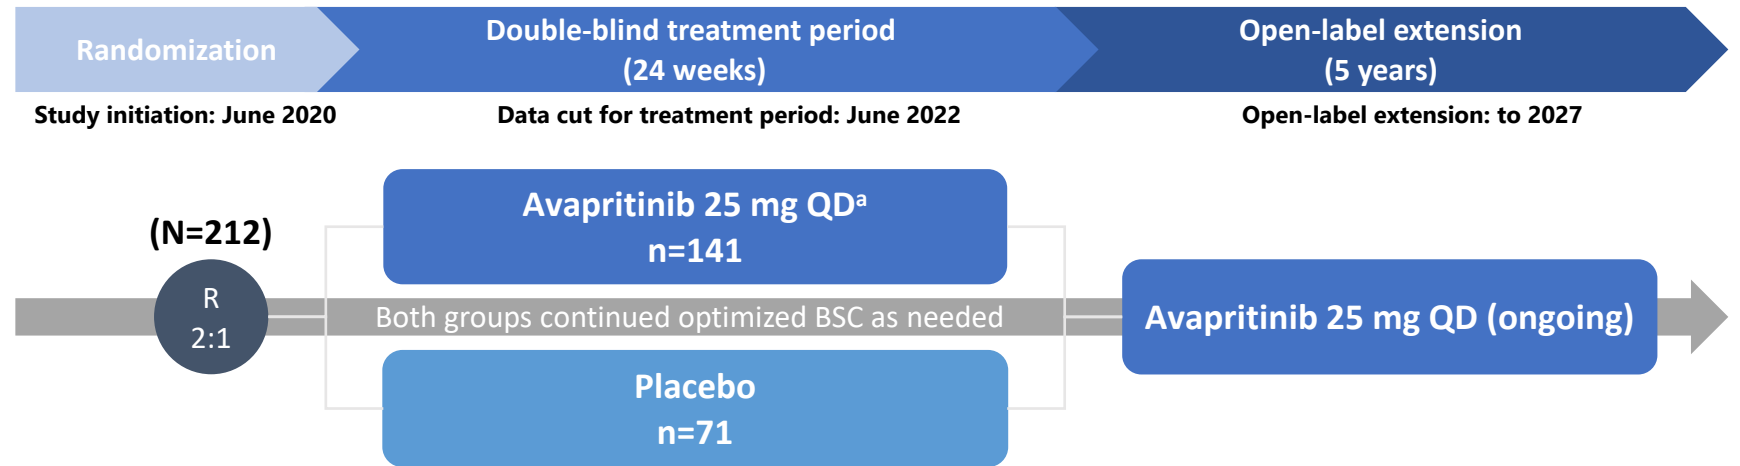 Randomization
Double-blind treatment period
(24 weeks)
Open-label extension
(5 years)
Study initiation: June 2020
Data cut for treatment period: June 2022
Open-label extension: to 2027
(N=212)
R
2:1
Avapritinib 25 mg QDᵃ
n=141
Both groups continued optimized BSC as needed
Placebo
n=71
Avapritinib 25 mg QD (ongoing)